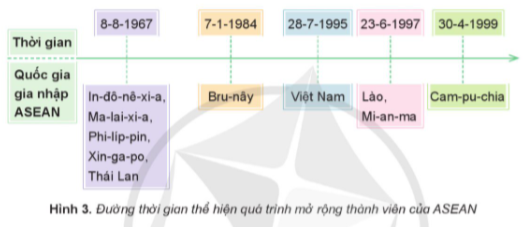 Thời gian
8-8-1967
7-1-1984
28-7-1995
23-6-1997
30-4-1999
Quốc gia
gia nhập
ASEAN
In-đô-nê-xi-a,
Ma-lai-xi-a,
Phi-líp-pin,
Xin-ga-po,
Thái Lan
Bru-nây
Việt Nam
Lào,
Mi-an-ma
Cam-pu-chia
Hình 3. Đường thời gian thể hiện quá trình mở rộng thành viên của ASEAN